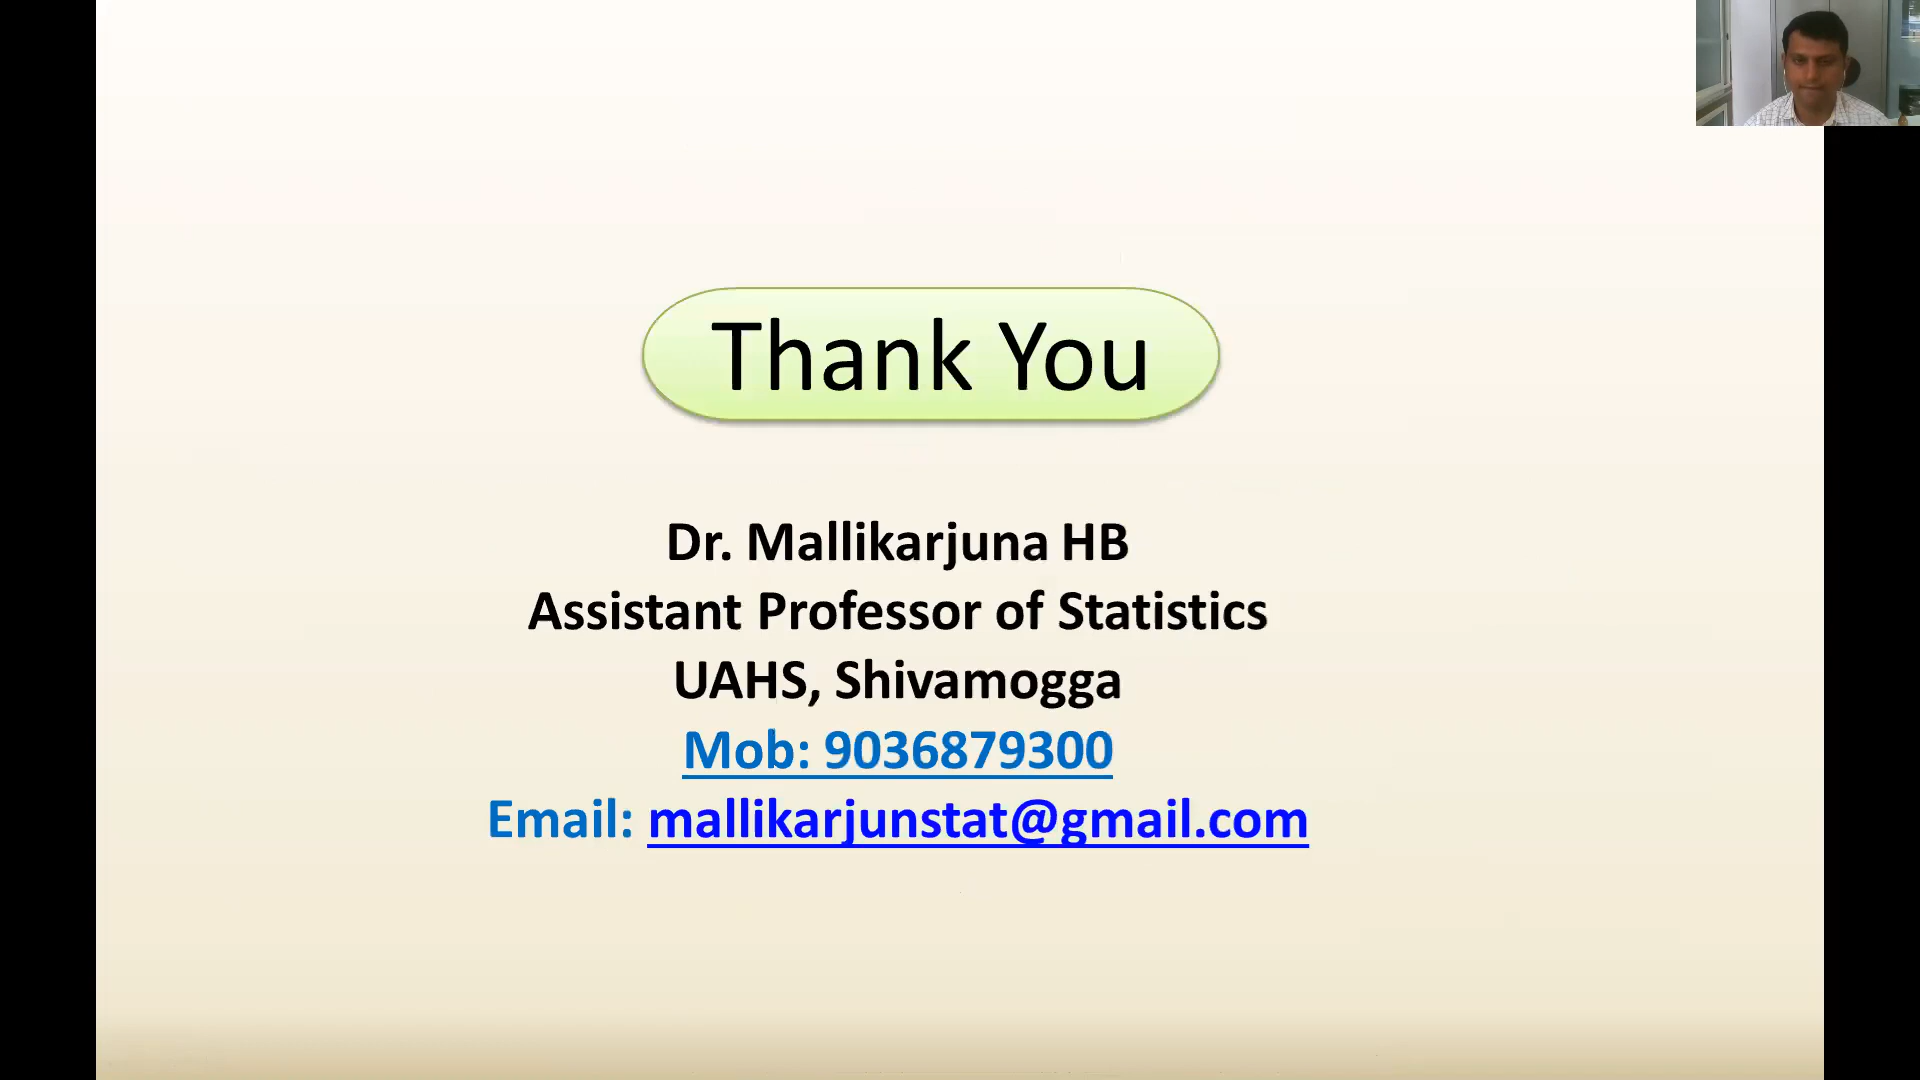 Thank You
Dr. Mallikarjuna HB
Assistant Professor of Statistics
UAHS, Shivamogga
Mob: 9036879300
Email: mallikarjunstat@gmail.com